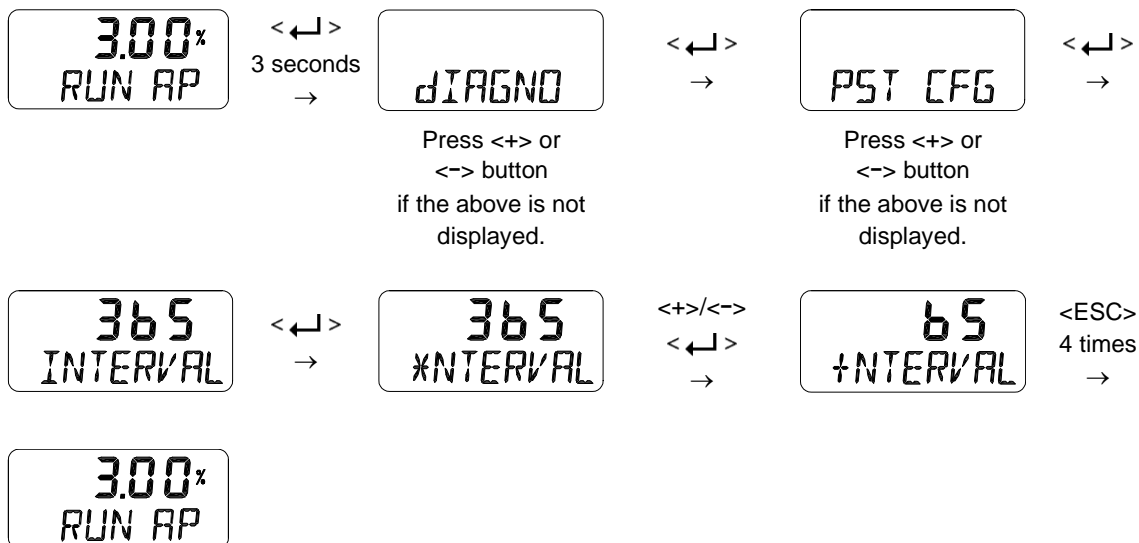 3.00%
RUN AP
< ↵ >
3 seconds
→
dIAGNO
Press <+> or
<-> button
if the above is not
displayed.
< ↵ >
→
PST CFG
Press <+> or
<-> button
if the above is not
displayed.
< ↵ >
→
365
INTERVAL
< ↵ >
→
365
*NTERVAL
<+>/<->
< ↵ >
→
65
+NTERVAL
<ESC>
4 times
→
3.00%
RUN AP